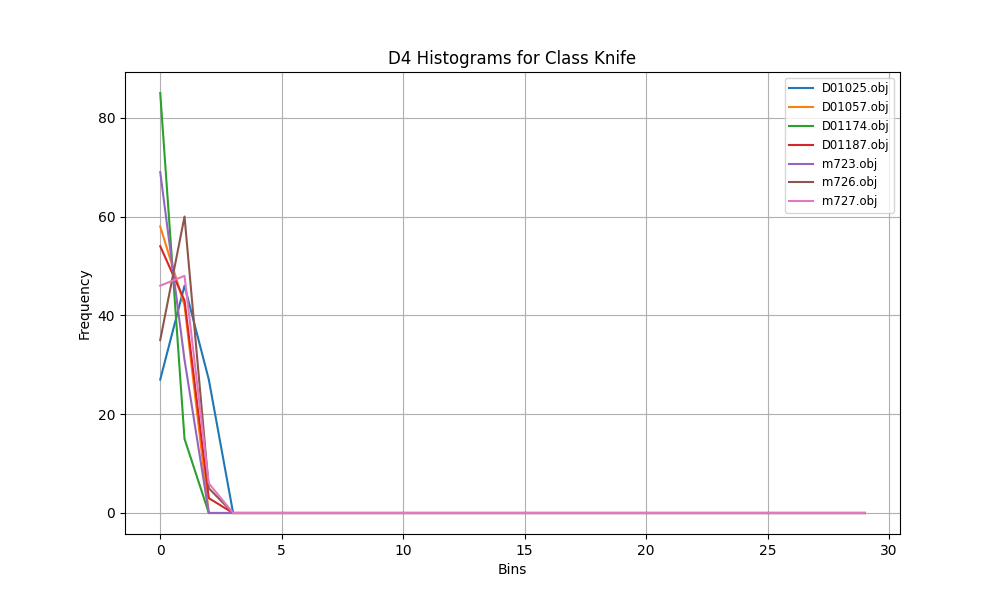 D4 Histograms for Class Knife
D01025.obj
D01057.obj
D01174.obj
D01187.obj
m723.obj
m726.obj
m727.obj
Frequency
80
60
40
20
0
0 5 10 15 20 25 30
Bins